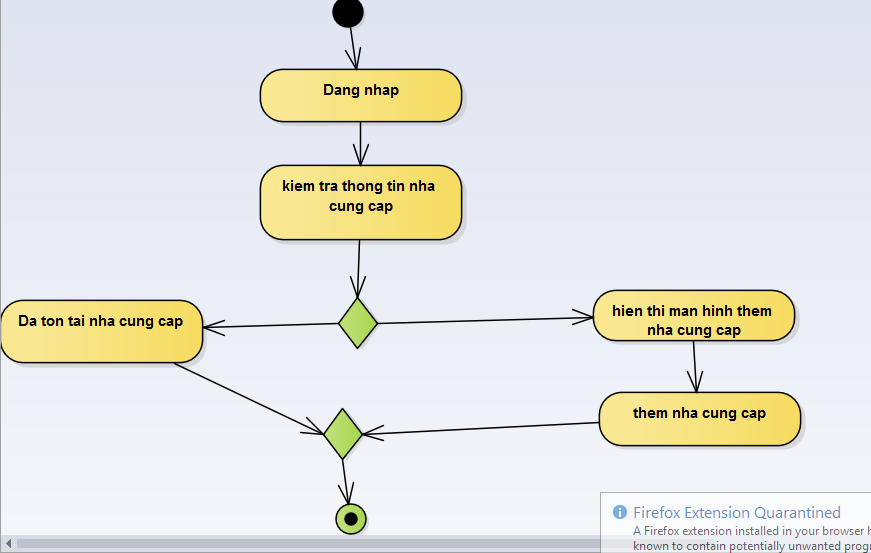 Dang nhap
kiem tra thong tin nha
cung cap
Da ton tai nha cung cap
hien thi man hinh them
nha cung cap
them nha cung cap
Firefox Extension Quarantined
A Firefox extension installed in your browser
known to contain potentially unwanted